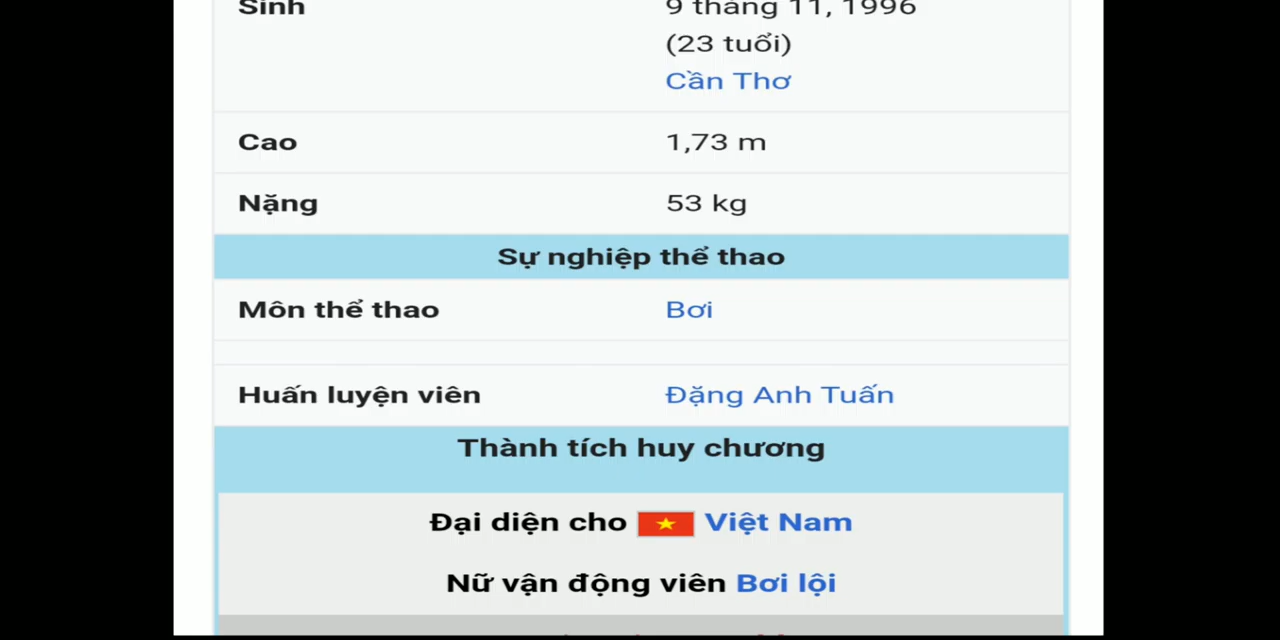 Sinh 9 tháng 11, 1996
(23 tuổi)
Cần Thơ
Cao 1,73 m
Nặng 53 kg
Sự nghiệp thể thao
Môn thể thao Bơi
Huấn luyện viên Đặng Anh Tuấn
Thành tích huy chương
Đại diện cho Việt Nam
Nữ vận động viên Bơi lội